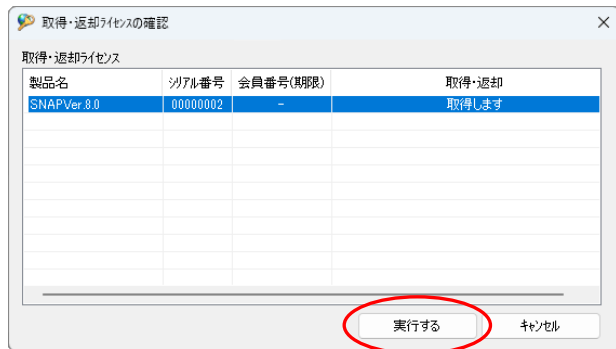 取得・返却ライセンスの確認
取得・返却ライセンス
製品名 シリアル番号 会員番号(期限) 取得・返却
SNAPVer.8.0 00000002 － 取得します
実行する キャンセル